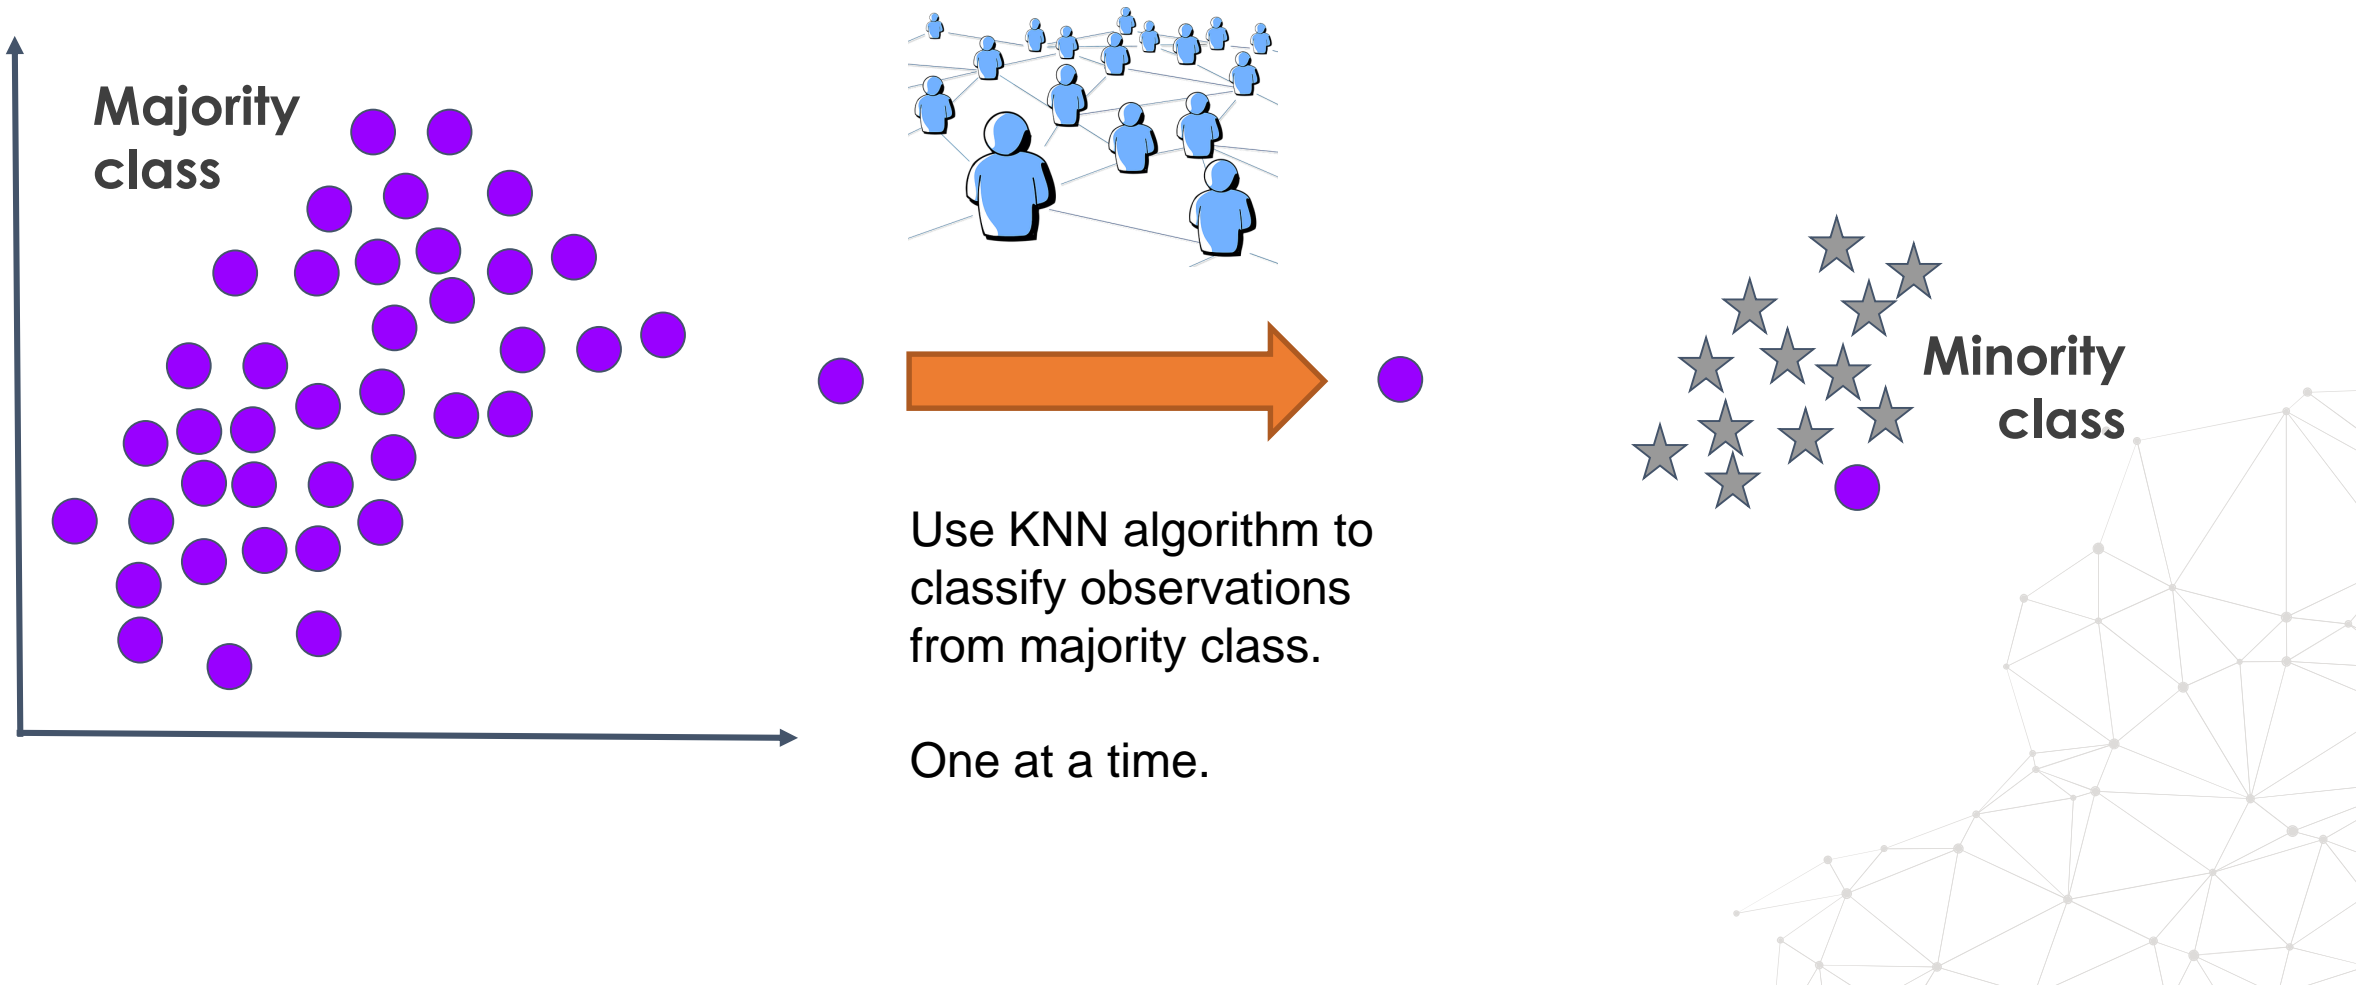 Majority
class
Minority
class
Use KNN algorithm to
classify observations
from majority class.
One at a time.